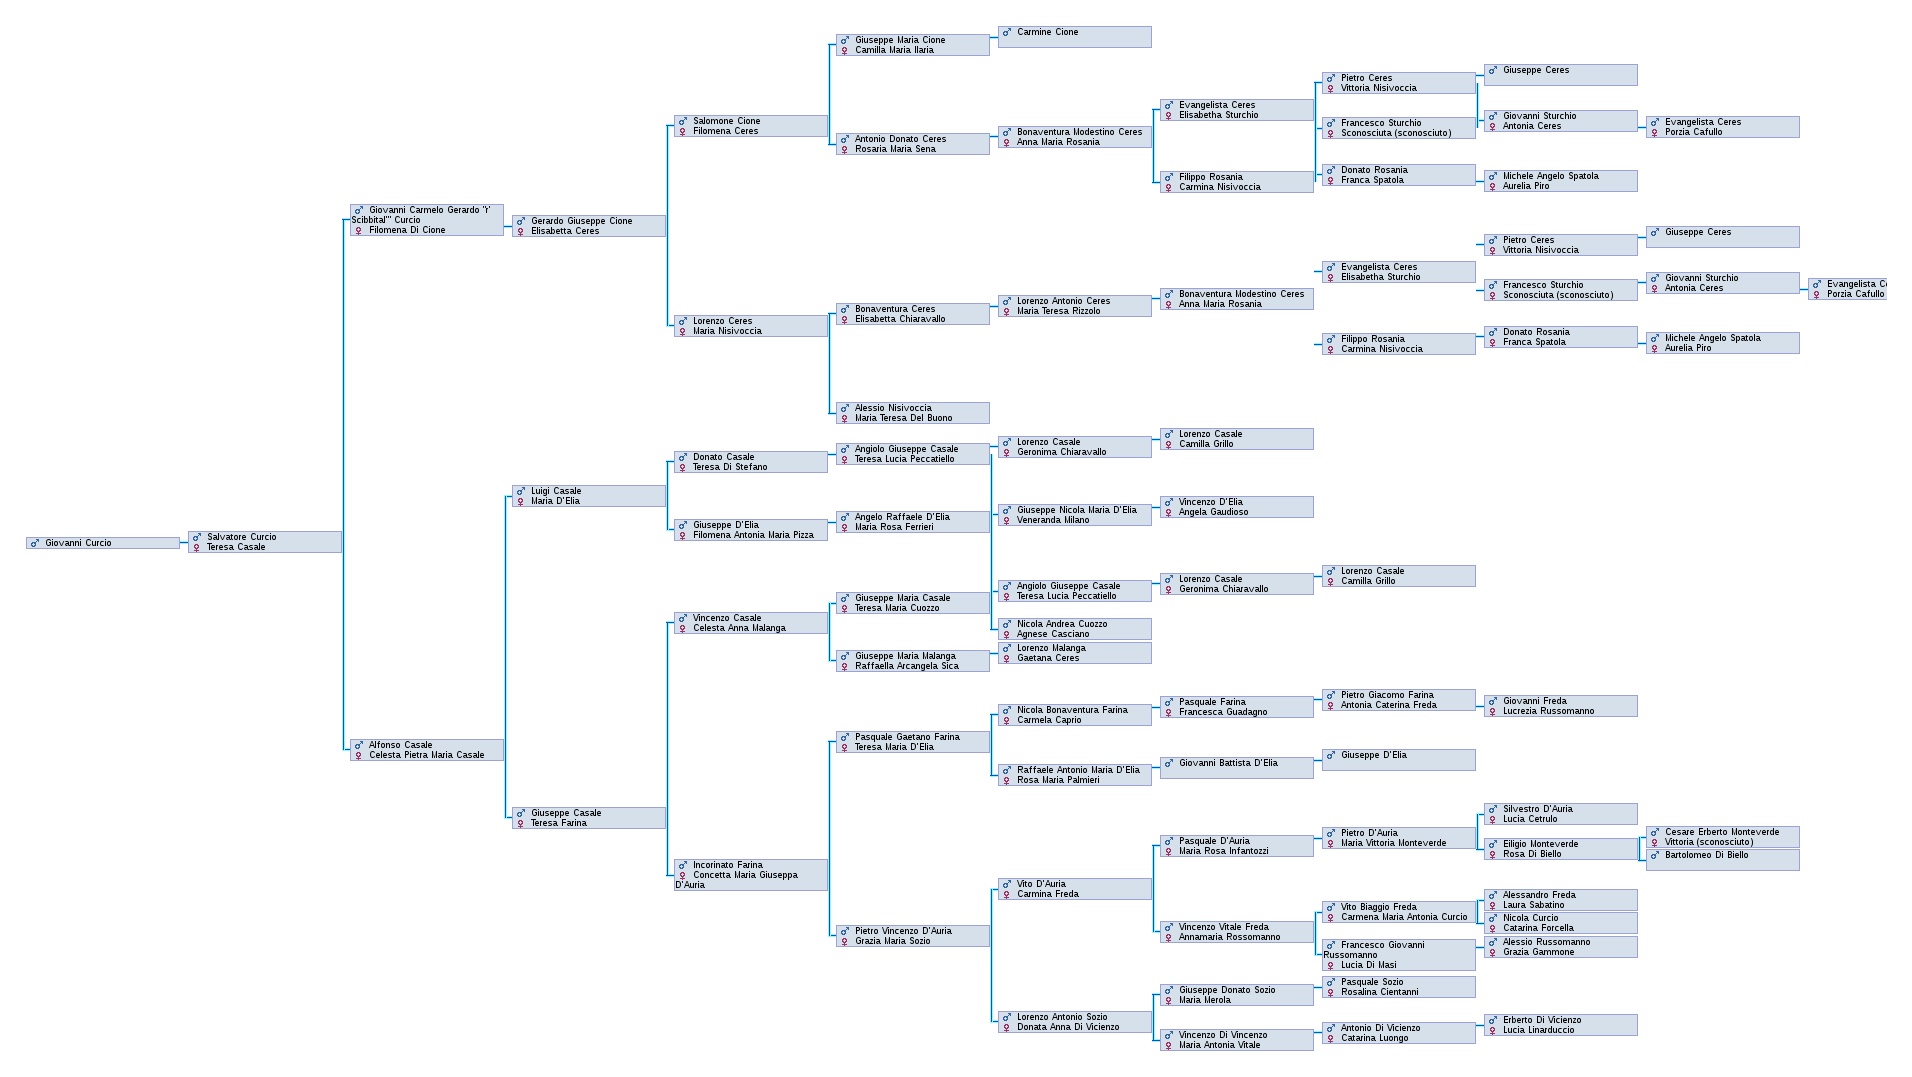 Giovanni Curcio
Salvatore Curcio
Teresa Casale
Giovanni Carmelo Gerardo "r'
Scibbital'" Curcio
Filomena Di Cione
Alfonso Casale
Celesta Pietra Maria Casale
Gerardo Giuseppe Cione
Elisabetta Ceres
Luigi Casale
Maria D'Elia
Giuseppe Casale
Teresa Farina
Salomone Cione
Filomena Ceres
Lorenzo Ceres
Maria Nisivoccia
Donato Casale
Teresa Di Stefano
Giuseppe D'Elia
Filomena Antonia Maria Pizza
Vincenzo Casale
Celesta Anna Malanga
Incorinato Farina
Concetta Maria Giuseppa
D'Auria
Giuseppe Maria Cione
Camilla Maria Ilaria
Antonio Donato Ceres
Rosaria Maria Sena
Bonaventura Ceres
Elisabetta Chiaravallo
Alessio Nisivoccia
Maria Teresa Del Buono
Angiolo Giuseppe Casale
Teresa Lucia Peccatiello
Angelo Raffaele D'Elia
Maria Rosa Ferrieri
Giuseppe Maria Casale
Teresa Maria Cuozzo
Giuseppe Maria Malanga
Raffaella Arcangela Sica
Pasquale Gaetano Farina
Teresa Maria D'Elia
Pietro Vincenzo D'Auria
Grazia Maria Sozio
Carmine Cione
Bonaventura Modestino Ceres
Anna Maria Rosania
Lorenzo Antonio Ceres
Maria Teresa Rizzolo
Lorenzo Casale
Geronima Chiaravallo
Giuseppe Nicola Maria D'Elia
Veneranda Milano
Angiolo Giuseppe Casale
Teresa Lucia Peccatiello
Nicola Andrea Cuozzo
Agnese Casciano
Lorenzo Malanga
Gaetana Ceres
Nicola Bonaventura Farina
Carmela Caprio
Raffaele Antonio Maria D'Elia
Rosa Maria Palmieri
Vito D'Auria
Carmina Freda
Lorenzo Antonio Sozio
Donata Anna Di Vicienzo
Evangelista Ceres
Elisabetha Sturchio
Filippo Rosania
Carmina Nisivoccia
Bonaventura Modestino Ceres
Anna Maria Rosania
Lorenzo Casale
Camilla Grillo
Vincenzo D'Elia
Angela Gaudioso
Lorenzo Casale
Geronima Chiaravallo
Pasquale Farina
Francesca Guadagno
Giovanni Battista D'Elia
Pasquale D'Auria
Maria Rosa Infantozzi
Vincenzo Vitale Freda
Annamaria Rossomanno
Giuseppe Donato Sozio
Maria Merola
Vincenzo Di Vincenzo
Maria Antonia Vitale
Pietro Ceres
Vittoria Nisivoccia
Francesco Sturchio
Sconosciuta (sconosciuto)
Donato Rosania
Franca Spatola
Evangelista Ceres
Elisabetha Sturchio
Filippo Rosania
Carmina Nisivoccia
Lorenzo Casale
Camilla Grillo
Pietro Giacomo Farina
Antonia Caterina Freda
Giuseppe D'Elia
Pietro D'Auria
Maria Vittoria Monteverde
Vito Biaggio Freda
Carmena Maria Antonia Curcio
Francesco Giovanni
Russomanno
Lucia Di Masi
Pasquale Sozio
Rosalina Cientanni
Antonio Di Vicienzo
Catarina Luongo
Giuseppe Ceres
Giovanni Sturchio
Antonia Ceres
Michele Angelo Spatola
Aurelia Piro
Pietro Ceres
Vittoria Nisivoccia
Francesco Sturchio
Sconosciuta (sconosciuto)
Donato Rosania
Franca Spatola
Giovanni Freda
Lucrezia Russomanno
Silvestro D'Auria
Lucia Cetrulo
Eiligio Monteverde
Rosa Di Biello
Alessandro Freda
Laura Sabatino
Nicola Curcio
Catarina Forcella
Alessio Russomanno
Grazia Gammone
Erberto Di Vicienzo
Lucia Linarduccio
Evangelista Ceres
Porzia Cafullo
Giuseppe Ceres
Giovanni Sturchio
Antonia Ceres
Michele Angelo Spatola
Aurelia Piro
Cesare Erberto Monteverde
Vittoria (sconosciuto)
Bartolomeo Di Biello
Evangelista
Porzia Cafullo